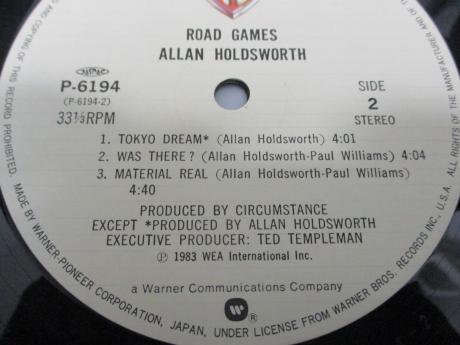 ROAD GAMES
ALLAN HOLDSWORTH
P-6194
(P-6194-2)
33⅓RPM
SIDE
2
STEREO
1. TOKYO DREAM* (Allan Holdsworth) 4:01
2. WAS THERE? (Allan Holdsworth-Paul Williams) 4:04
3. MATERIAL REAL (Allan Holdsworth-Paul Williams)
4:40
PRODUCED BY CIRCUMSTANCE
EXCEPT *PRODUCED BY ALLAN HOLDSWORTH
EXECUTIVE PRODUCER: TED TEMPLEMAN
Ⓟ 1983 WEA International Inc.
a Warner Communications Company
®
AND COPYING OF THIS RECORD PROHIBITED. MADE BY WARNER-PIONEER CORPORATION, JAPAN, UNDER LICENSE FROM WARNER BROS. RECORDS INC., U.S.A. ALL RIGHTS OF THE MANUFACTURER AND OF THE